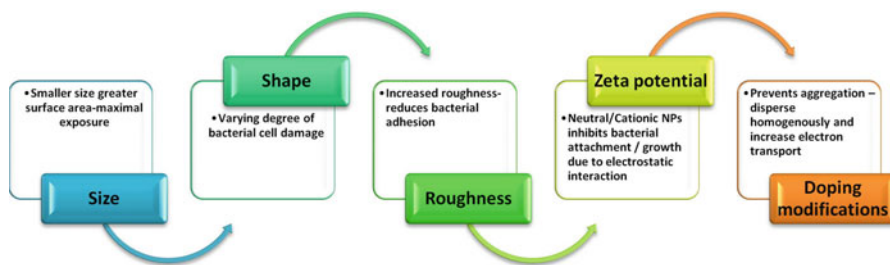 •Smaller size greater
surface area-maximal
exposure
Size
Shape
•Varying degree of
bacterial cell damage
•Increased roughness-
reduces bacterial
adhesion
Roughness
Zeta potential
•Neutral/Cationic NPs
inhibits bacterial
attachment / growth
due to electrostatic
interaction
•Prevents aggregation –
disperse
homogenously and
increase electron
transport
Doping
modifications